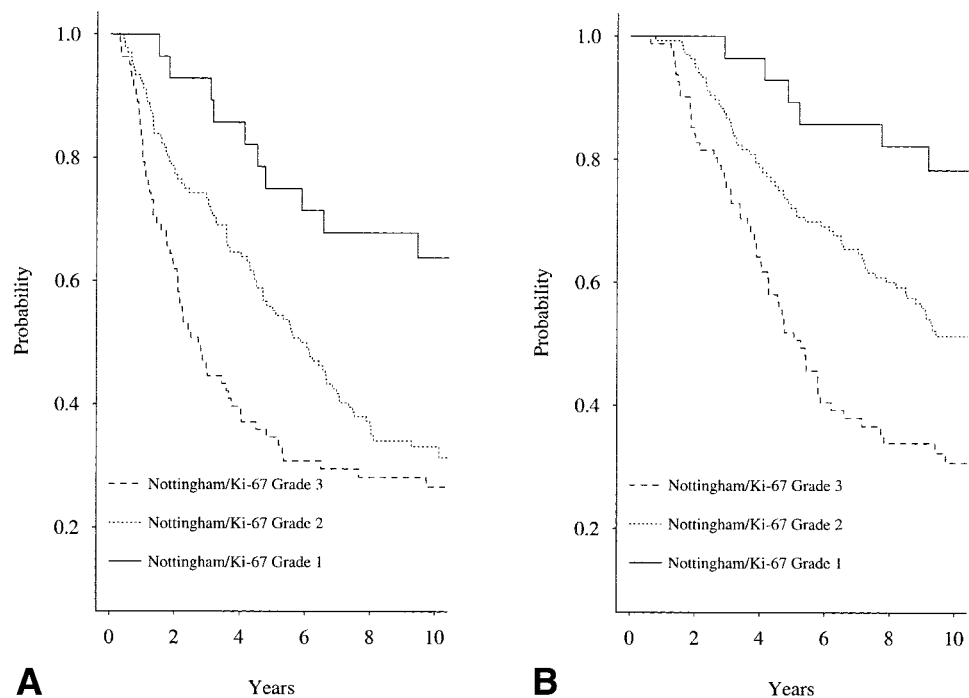 1.0
0.8
0.6
0.4
0.2
Probability
Nottingham/Ki-67 Grade 3
Nottingham/Ki-67 Grade 2
Nottingham/Ki-67 Grade 1
0 2 4 6 8 10
Years
A
1.0
0.8
0.6
0.4
0.2
Probability
Nottingham/Ki-67 Grade 3
Nottingham/Ki-67 Grade 2
Nottingham/Ki-67 Grade 1
0 2 4 6 8 10
Years
B